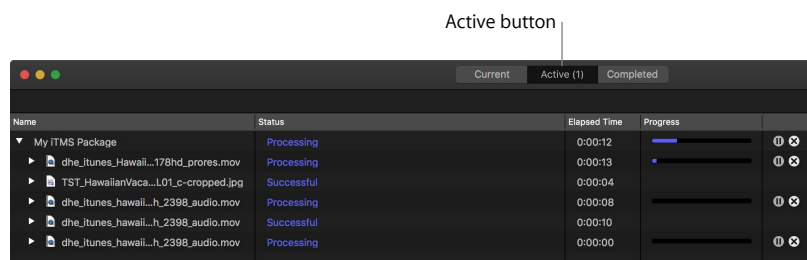 Active button
Current Active (1) Completed
Name Status Elapsed Time Progress
My iTMS Package Processing 0:00:12
dhe_itunes_Hawaii...178hd_prores.mov Processing 0:00:13
TST_HawaiianVaca...L01_c-cropped.jpg Successful 0:00:04
dhe_itunes_hawaii...h_2398_audio.mov Processing 0:00:08
dhe_itunes_hawaii...h_2398_audio.mov Successful 0:00:10
dhe_itunes_hawaii...h_2398_audio.mov Processing 0:00:00